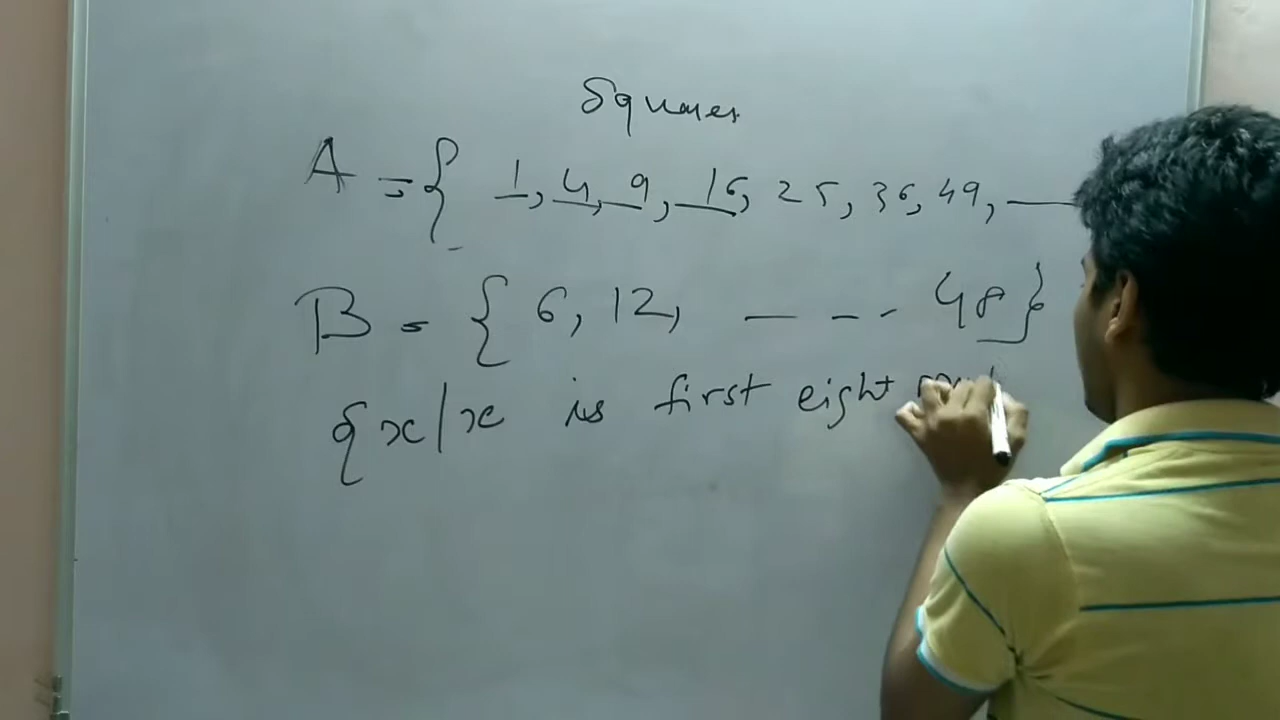 Squares
A = { 1, 4, 9, 16, 25, 36, 49, —
B = { 6, 12, — - - - 48}
{x/x is first eight